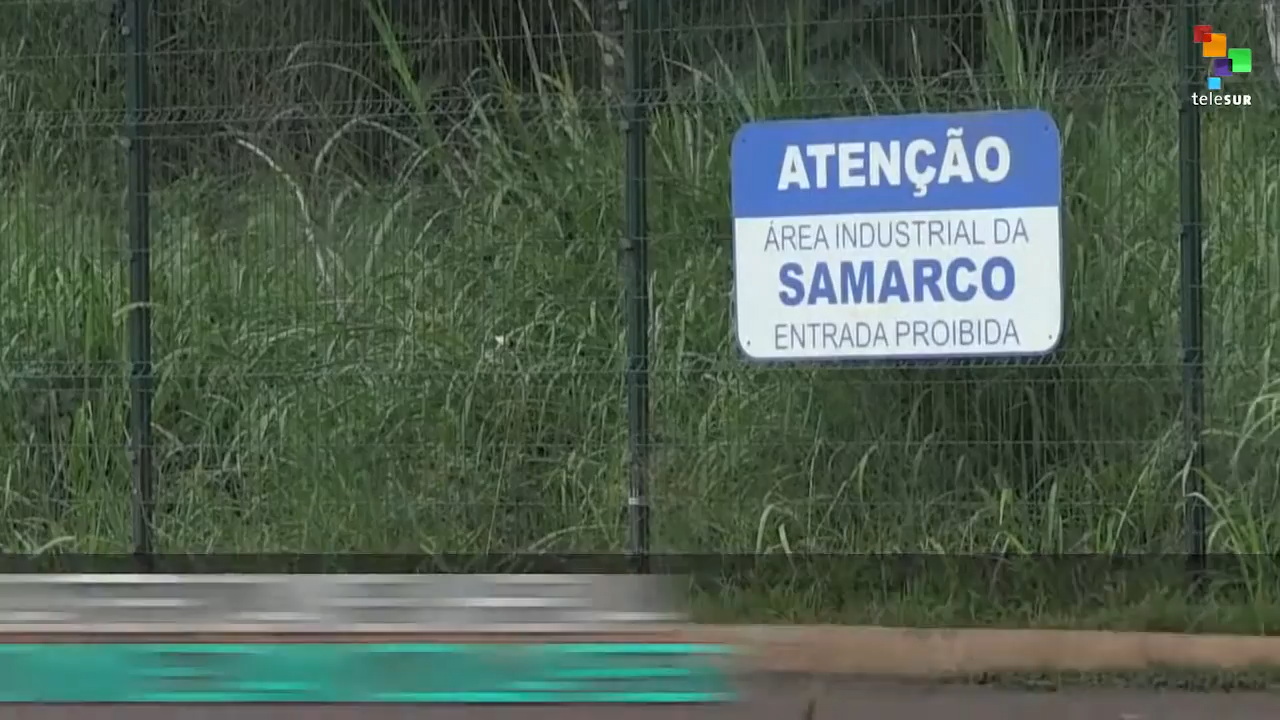 teleSUR
ATENÇÃO
ÁREA INDUSTRIAL DA
SAMARCO
ENTRADA PROIBIDA